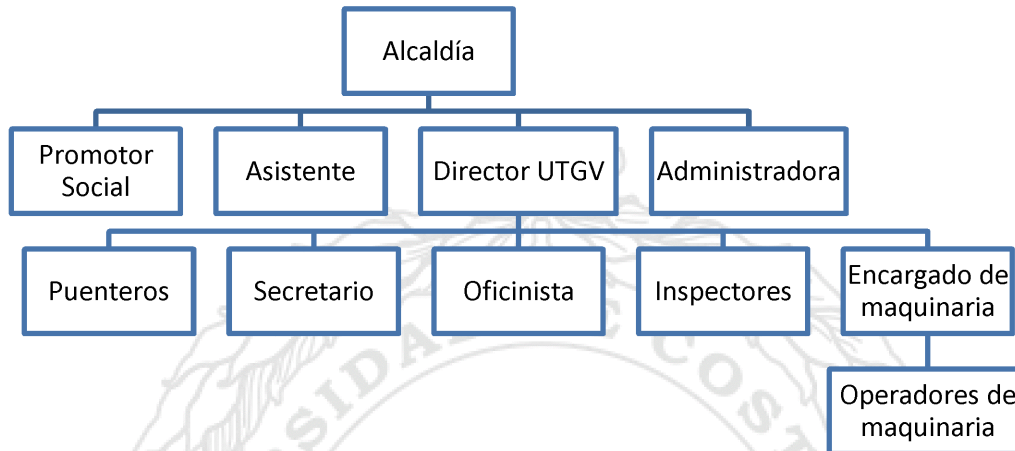 Alcaldía
Promotor
Social
Asistente
Director UTGV
Administradora
Puenteros
Secretario
Oficinista
Inspectores
Encargado de
maquinaria
Operadores de
maquinaria